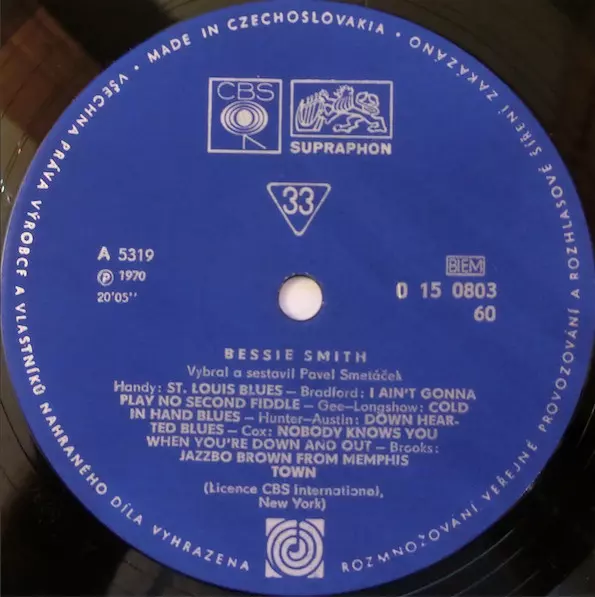 • MADE IN CZECHOSLOVAKIA •
VŠECHNA PRÁVA VÝROBCE A VLASTNÍKŮ NAHRANÉHO DÍLA VYHRAZENA
ROZMNOŽOVÁNÍ, VEŘEJNÉ PROVOZOVÁNÍ A ROZHLASOVÉ ŠÍŘENÍ ZAKÁZÁNO
CBS
SUPRAPHON
33
A 5319
℗ 1970
20'05''
BIEM
0 15 0803
60
BESSIE SMITH
Vybral a sestavil Pavel Smetáček
Handy: ST. LOUIS BLUES – Bradford: I AIN'T GONNA
PLAY NO SECOND FIDDLE – Gee–Longshow: COLD
IN HAND BLUES – Hunter–Austin: DOWN HEAR-
TED BLUES – Cox: NOBODY KNOWS YOU
WHEN YOU'RE DOWN AND OUT – Brooks:
JAZZBO BROWN FROM MEMPHIS
TOWN
(Licence CBS International,
New York)